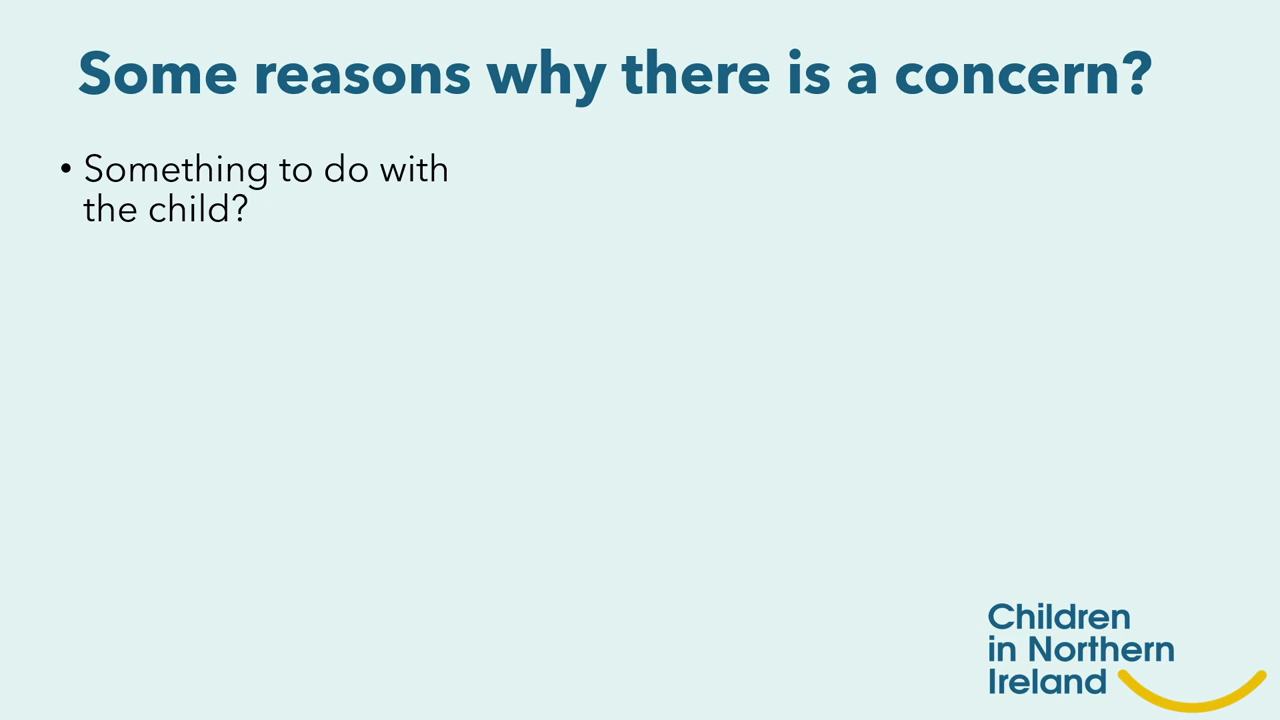 Some reasons why there is a concern?
• Something to do with
the child?
Children
in Northern
Ireland